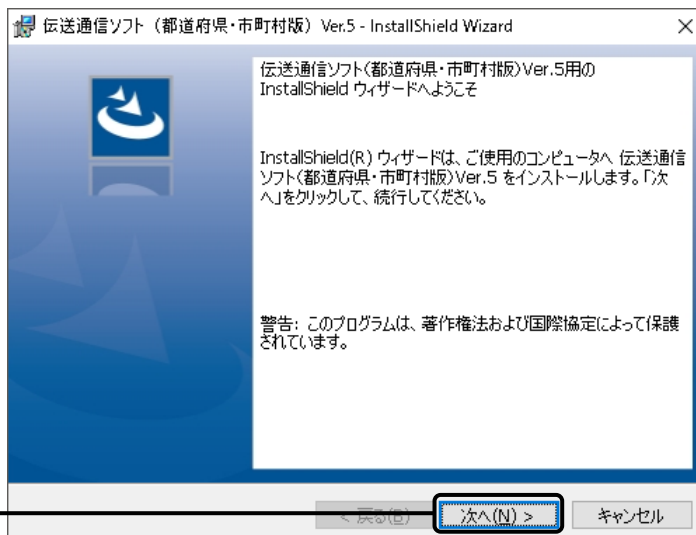 伝送通信ソフト（都道府県・市町村版）Ver.5 - InstallShield Wizard
伝送通信ソフト(都道府県・市町村版)Ver.5用の
InstallShield ウィザードへようこそ
InstallShield(R) ウィザードは、ご使用のコンピュータへ 伝送通信
ソフト(都道府県・市町村版)Ver.5 をインストールします。「次
へ」をクリックして、続行してください。
警告: このプログラムは、著作権法および国際協定によって保護
されています。
< 戻る(B)
次へ(N) >
キャンセル